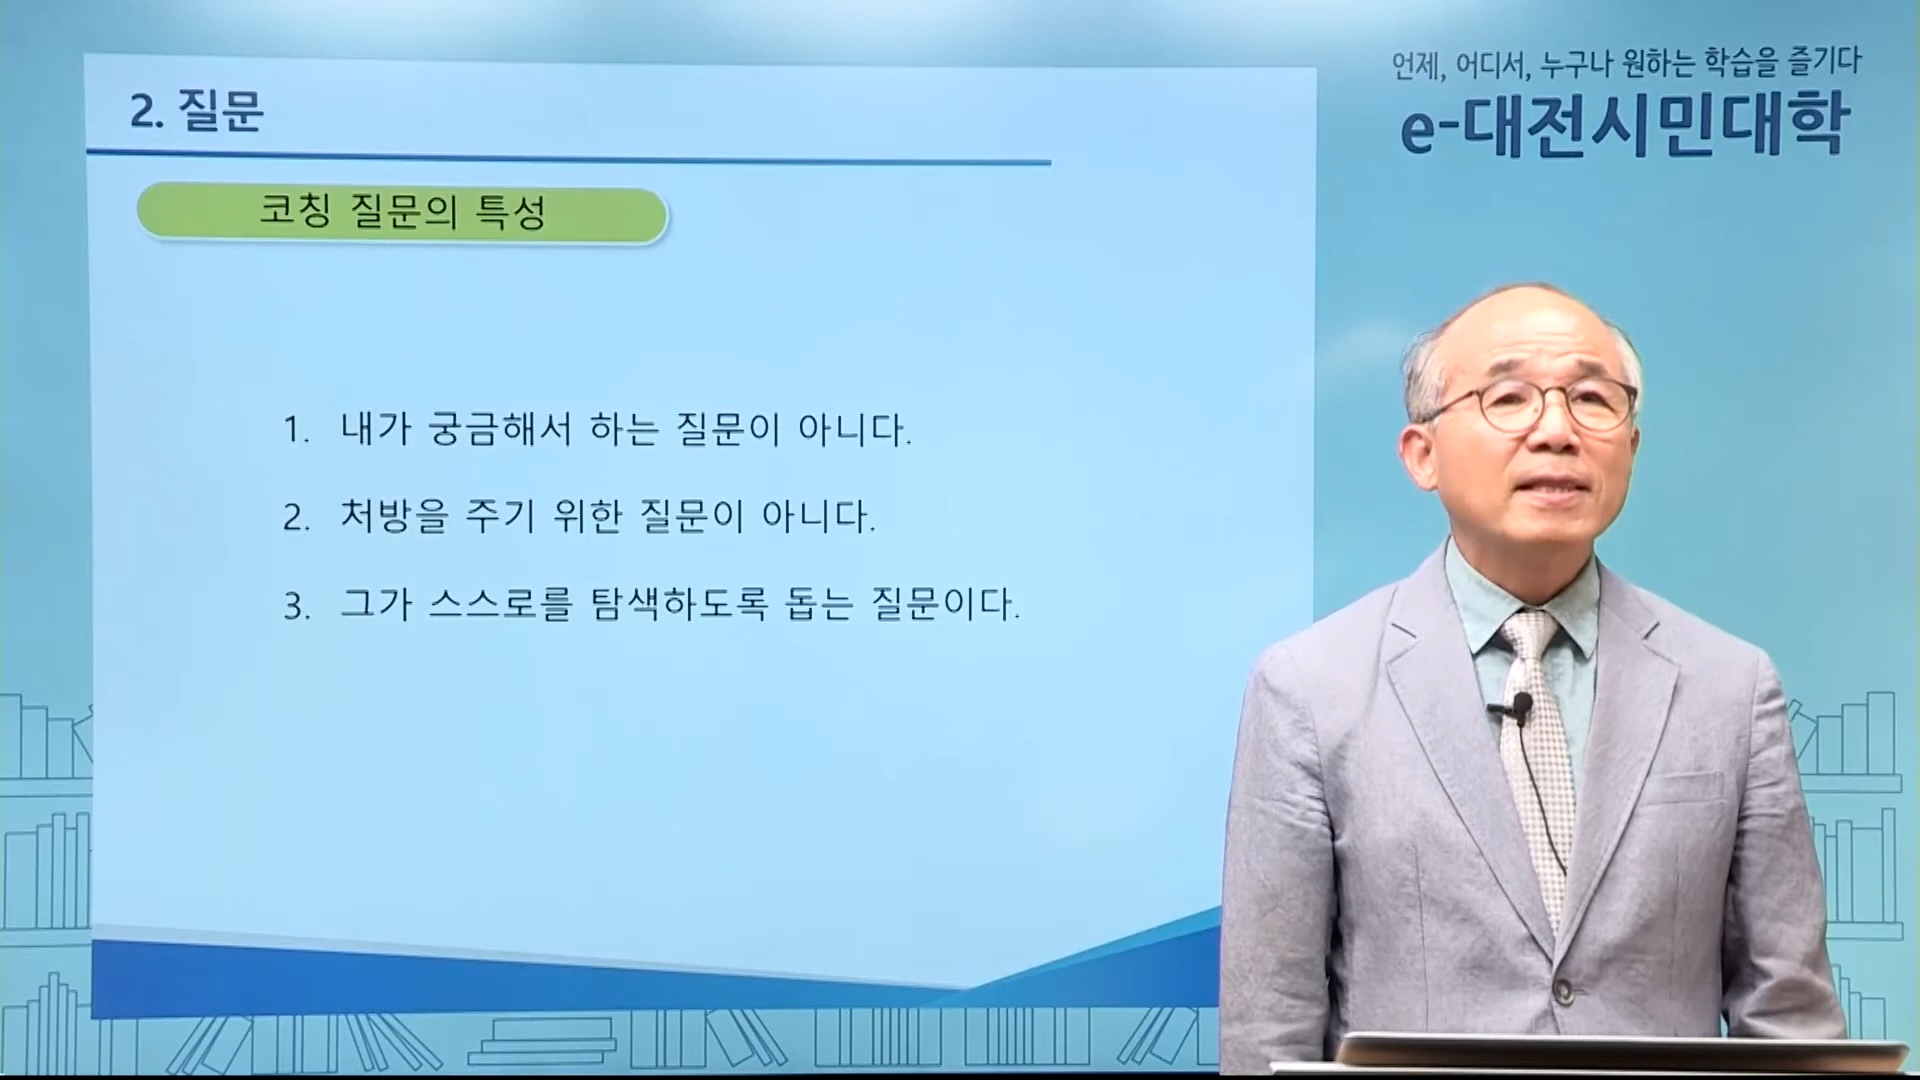 언제, 어디서, 누구나 원하는 학습을 즐기다
e-대전시민대학
2. 질문
코칭 질문의 특성
1. 내가 궁금해서 하는 질문이 아니다.
2. 처방을 주기 위한 질문이 아니다.
3. 그가 스스로를 탐색하도록 돕는 질문이다.